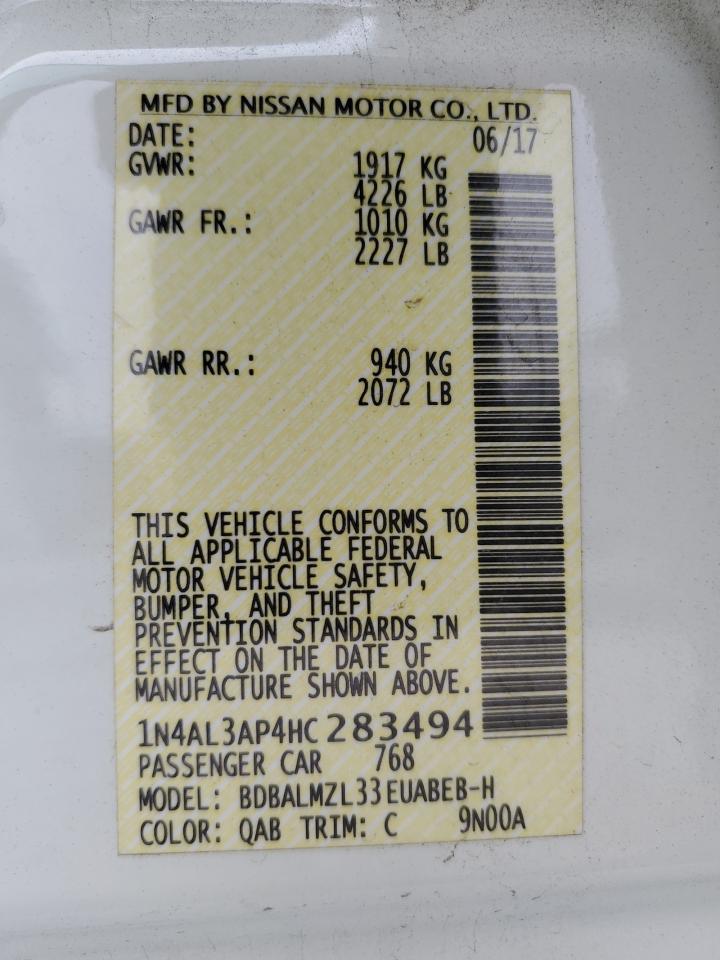 MFD BY NISSAN MOTOR CO., LTD.
DATE: 06/17
GVWR: 1917 KG
4226 LB
GAWR FR.: 1010 KG
2227 LB
GAWR RR.: 940 KG
2072 LB
THIS VEHICLE CONFORMS TO
ALL APPLICABLE FEDERAL
MOTOR VEHICLE SAFETY,
BUMPER, AND THEFT
PREVENTION STANDARDS IN
EFFECT ON THE DATE OF
MANUFACTURE SHOWN ABOVE.
1N4AL3AP4HC283494
PASSENGER CAR 768
MODEL: BDBALMZL33EUABEB-H
COLOR: QAB TRIM: C 9N00A